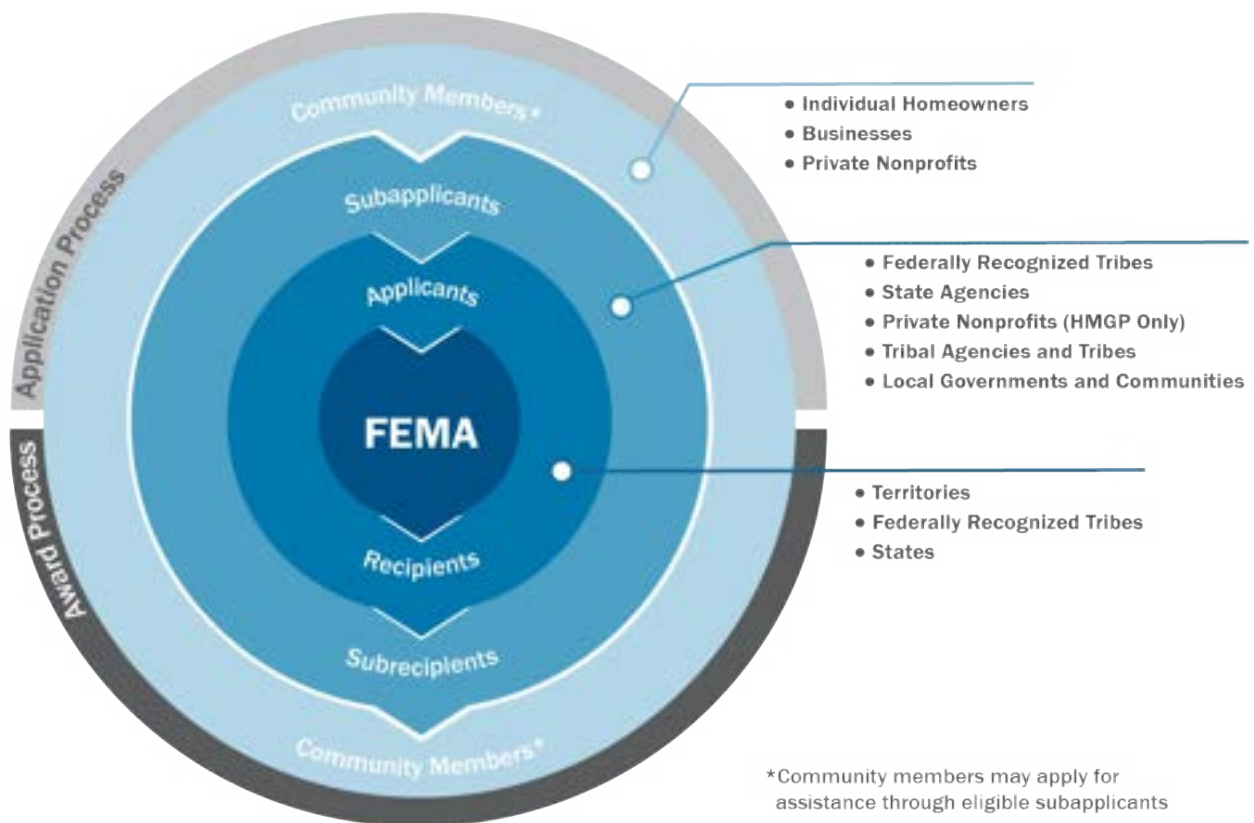 Community Members*
Subapplicants
Applicants
FEMA
Recipients
Subrecipients
Community Members*
Application Process
Award Process
• Individual Homeowners
• Businesses
• Private Nonprofits
• Federally Recognized Tribes
• State Agencies
• Private Nonprofits (HMGP Only)
• Tribal Agencies and Tribes
• Local Governments and Communities
• Territories
• Federally Recognized Tribes
• States
*Community members may apply for
assistance through eligible subapplicants